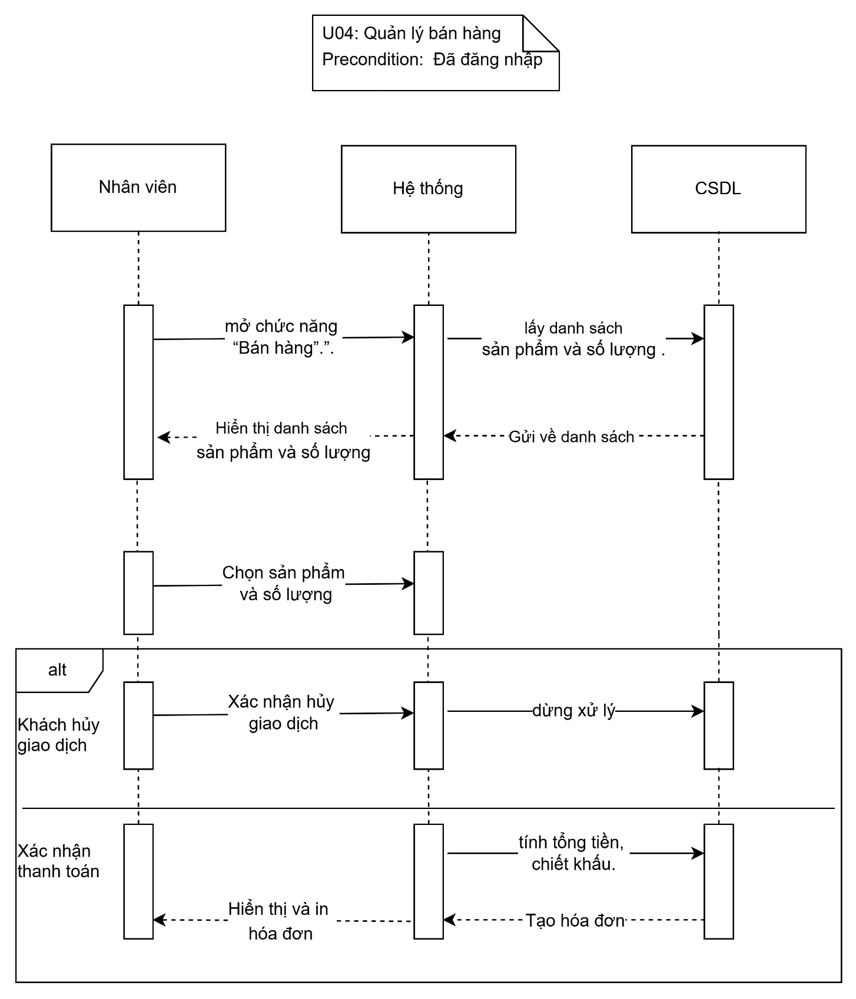 U04: Quản lý bán hàng
Precondition:  Đã đăng nhập
Nhân viên
Hệ thống
CSDL
mở chức năng
“Bán hàng”.”.
lấy danh sách
sản phẩm và số lượng .
Hiển thị danh sách
sản phẩm và số lượng
Gửi về danh sách
Chọn sản phẩm
và số lượng
alt
Khách hủy
giao dịch
Xác nhận hủy
giao dịch
dừng xử lý
Xác nhận
thanh toán
tính tổng tiền,
chiết khấu.
Hiển thị và in
hóa đơn
Tạo hóa đơn